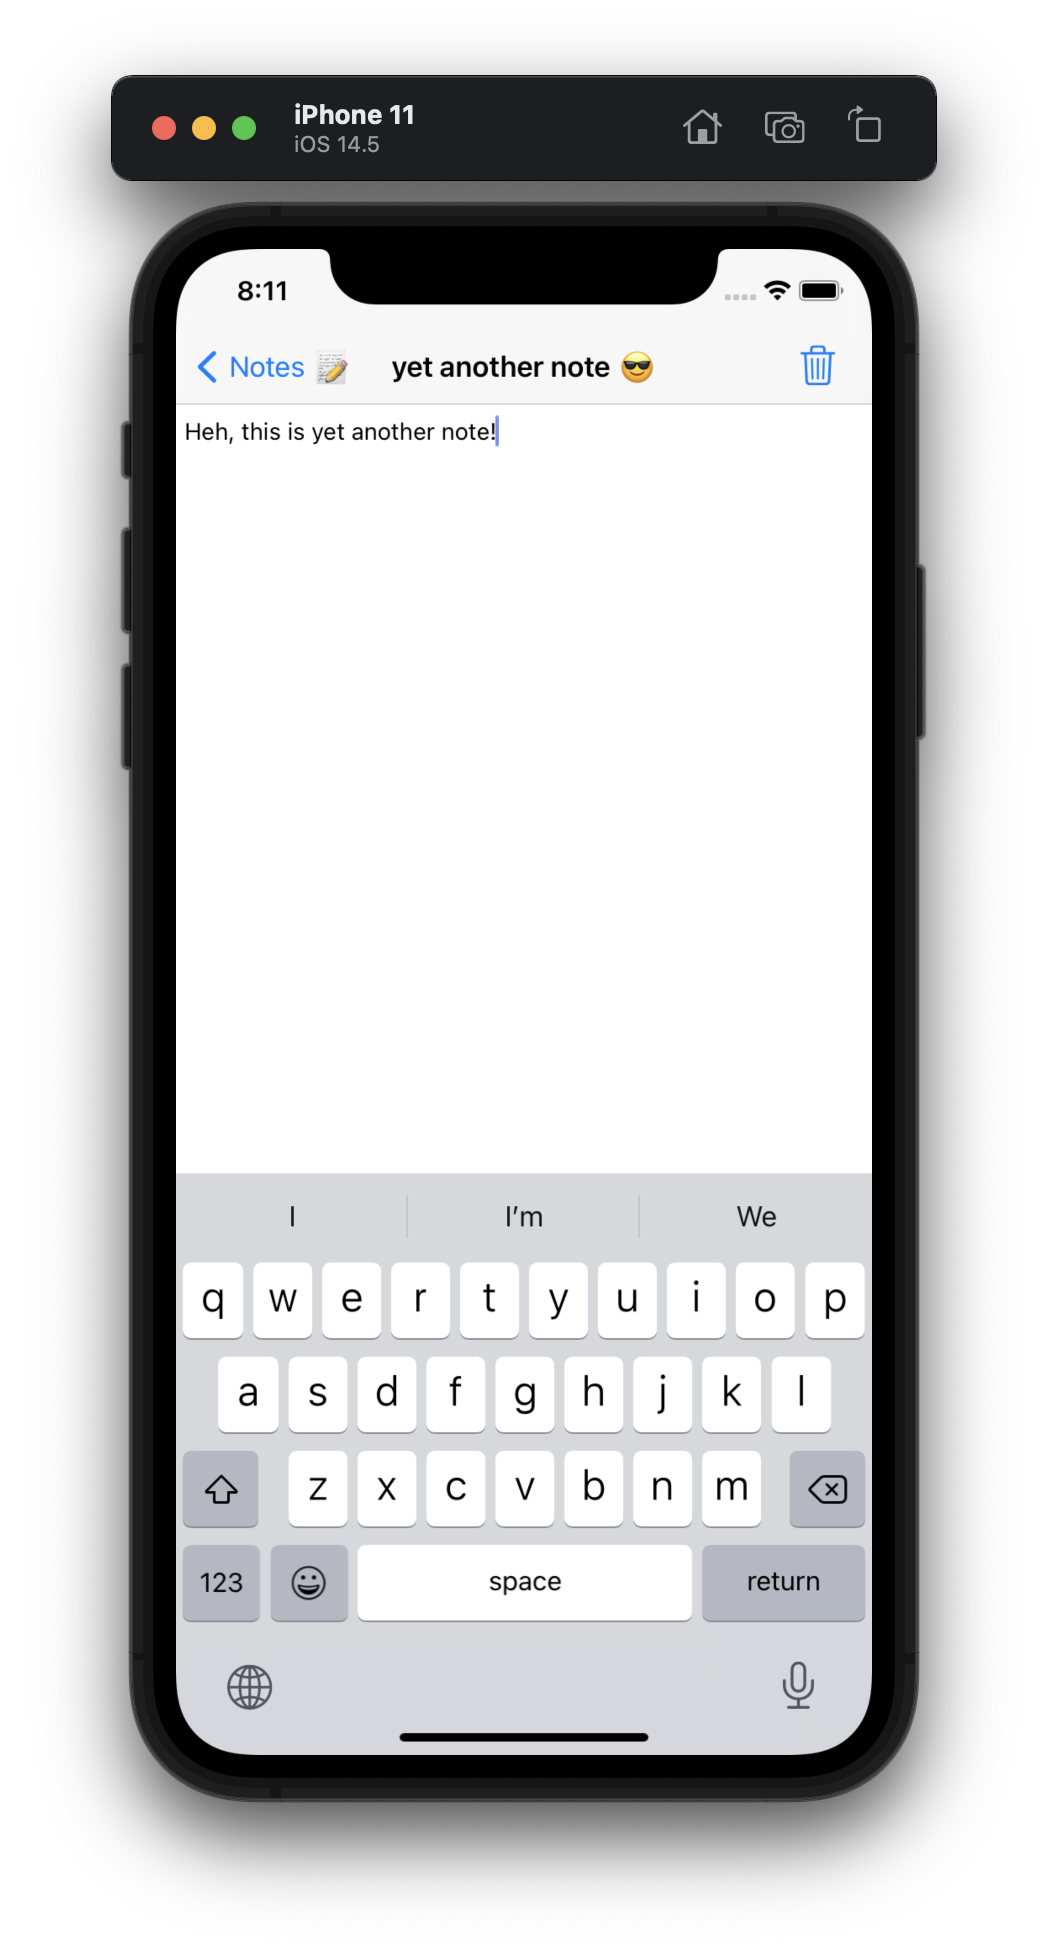 iPhone 11
iOS 14.5
8:11
Notes 📝 yet another note 😎
Heh, this is yet another note!
I I’m We
q w e r t y u i o p
a s d f g h j k l
z x c v b n m
123 space return